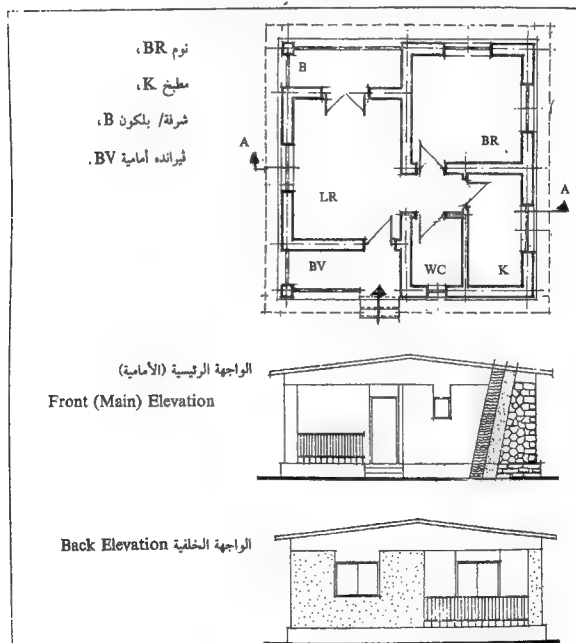 نوم BR،
مطبخ K،
شرفة/ بلكون B،
ڤيرانده أمامية BV.
B
BR
A
A
LR
BV
WC
K
الواجهة الرئيسية (الأمامية)
Front (Main) Elevation
الواجهة الخلفية Back Elevation